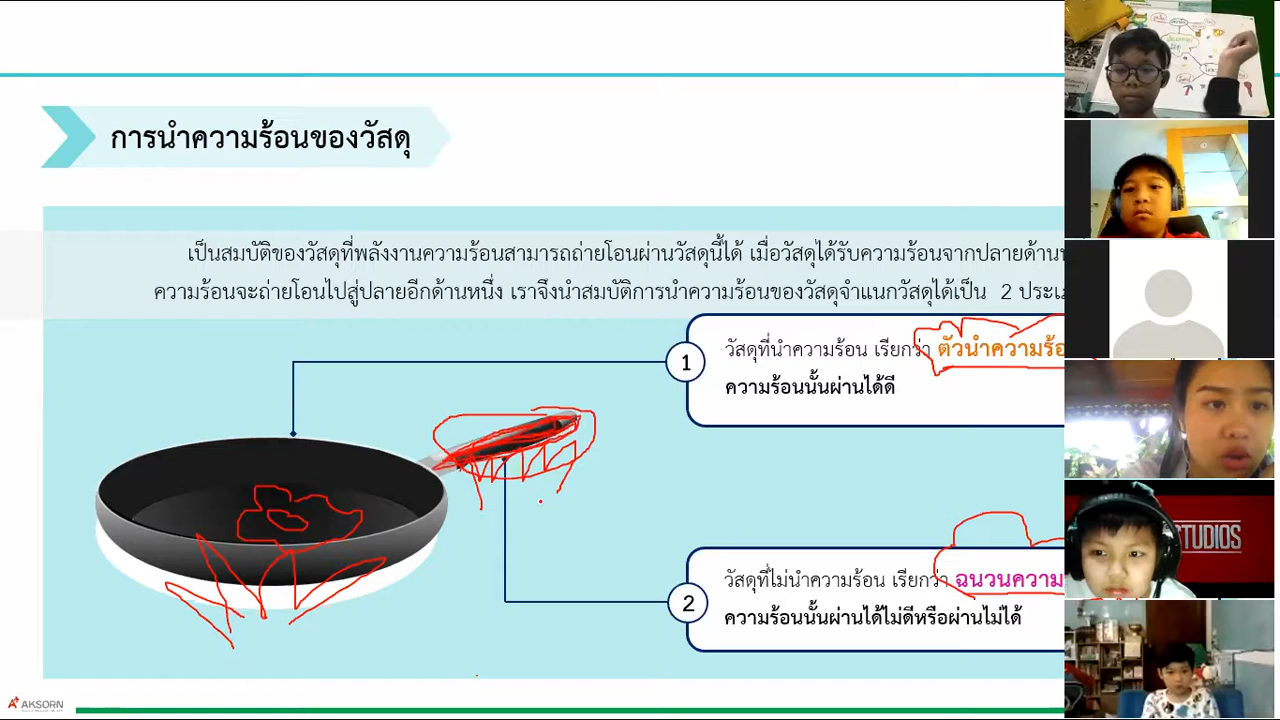 การนำความร้อนของวัสดุ
เป็นสมบัติของวัสดุที่พลังงานความร้อนสามารถถ่ายโอนผ่านวัสดุนี้ได้ เมื่อวัสดุได้รับความร้อนจากปลายด้าน
ความร้อนจะถ่ายโอนไปสู่ปลายอีกด้านหนึ่ง เราจึงนำสมบัติการนำความร้อนของวัสดุจำแนกวัสดุได้เป็น 2 ประเภ
1
วัสดุที่นำความร้อน เรียกว่า ตัวนำความร้อ
ความร้อนนั้นผ่านได้ดี
2
วัสดุที่ไม่นำความร้อน เรียกว่า ฉนวนความ
ความร้อนนั้นผ่านได้ไม่ดีหรือผ่านไม่ได้
AKSORN
STUDIOS